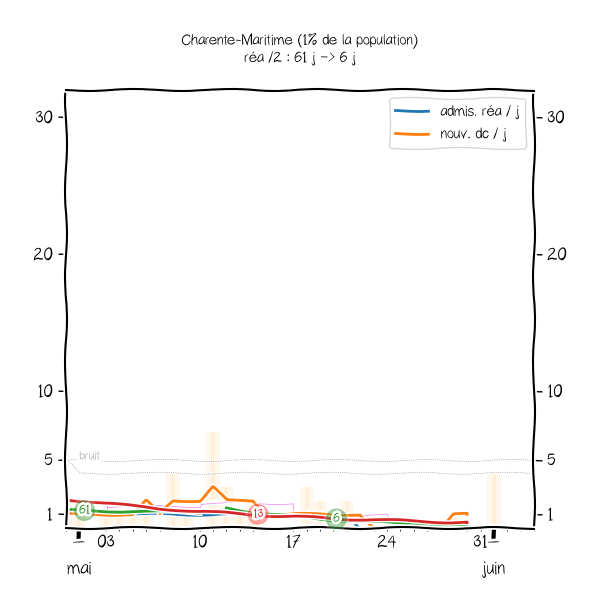 Charente-Maritime (1% de la population)
réa /2 : 61 j -> 6 j
admis. réa / j
nouv. dc / j
30
30
20
20
10
10
5
bruit
5
1
61
13
6
1
03
10
17
24
31
mai
juin